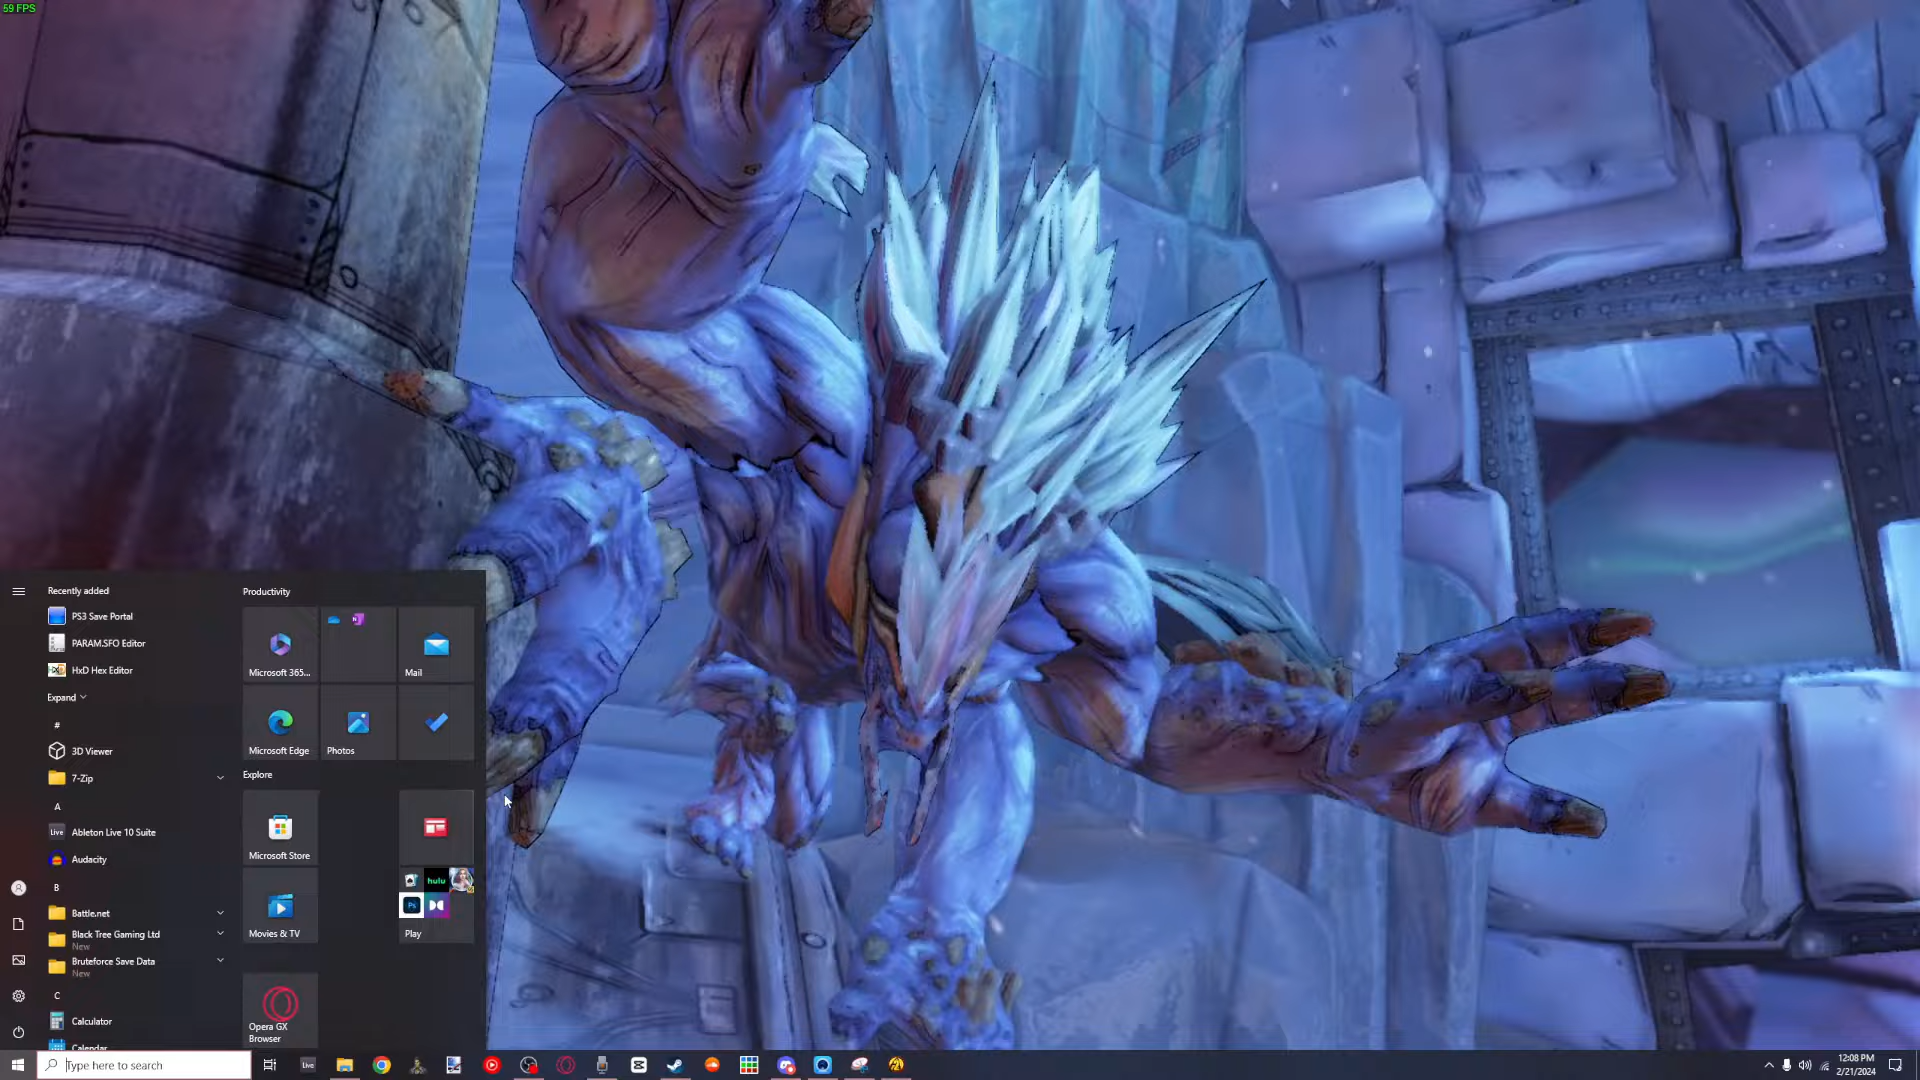 59 FPS
Recently added
PS3 Save Portal
PARAM.SFO Editor
HxD Hex Editor
Expand
#
3D Viewer
7-Zip
A
Live
Ableton Live 10 Suite
Audacity
B
Battle.net
Black Tree Gaming Ltd
New
Bruteforce Save Data
New
C
Calculator
Calendar
Productivity
Microsoft 365...
Mail
Microsoft Edge
Photos
Explore
Microsoft Store
hulu
Ps
Movies & TV
Play
Opera GX
Browser
Type here to search
Live
12:08 PM
2/21/2024